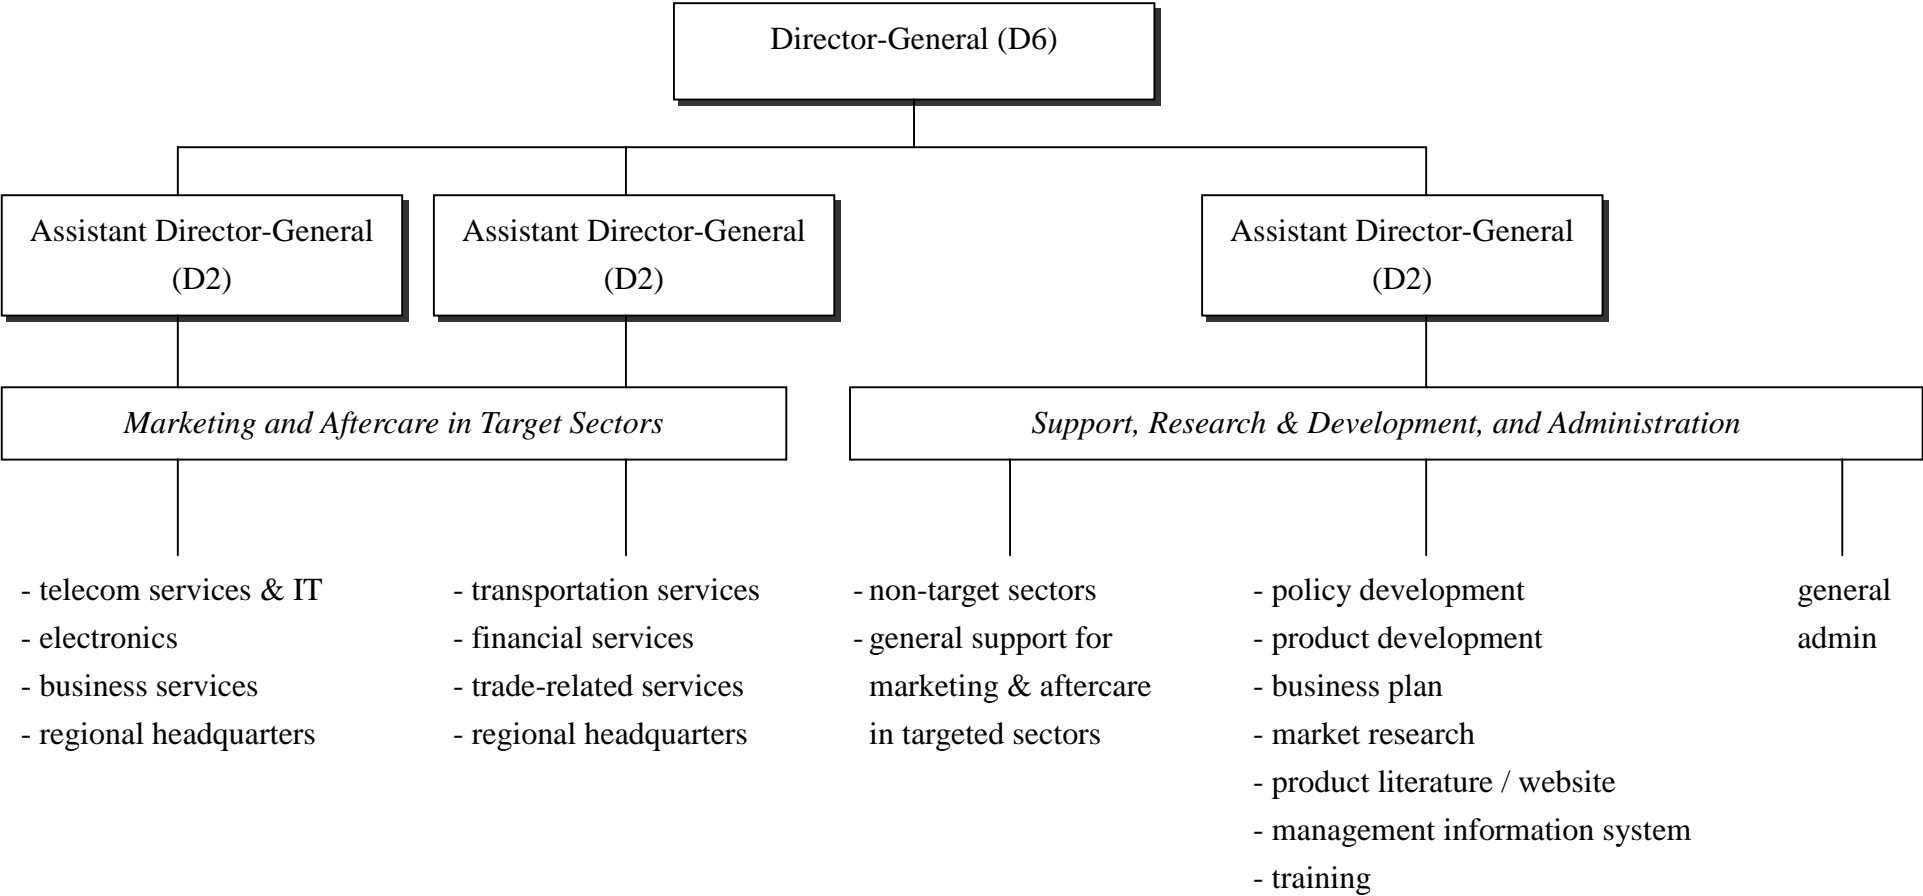 Director-General (D6)
Assistant Director-General
(D2)
Assistant Director-General
(D2)
Assistant Director-General
(D2)
Marketing and Aftercare in Target Sectors
Support, Research & Development, and Administration
- telecom services & IT
- electronics
- business services
- regional headquarters
- transportation services
- financial services
- trade-related services
- regional headquarters
- non-target sectors
- general support for
marketing & aftercare
in targeted sectors
- policy development
- product development
- business plan
- market research
- product literature / website
- management information system
- training
general
admin